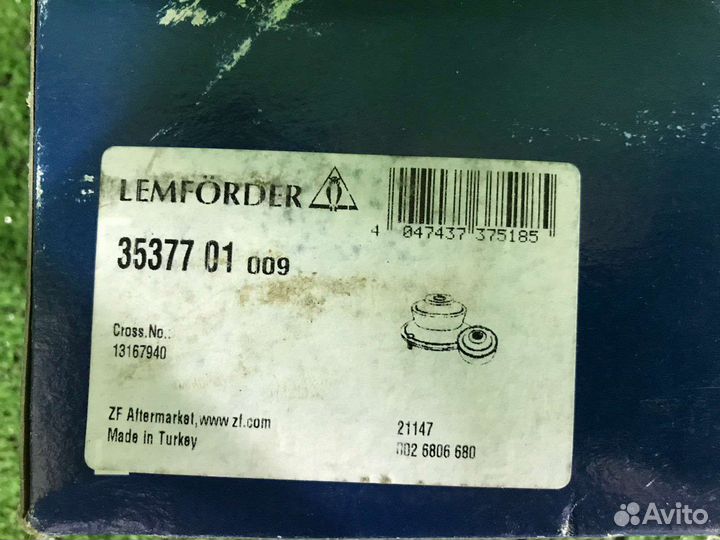 LEMFÖRDER
4 047437 375185
35377 01 009
Cross.No.:
13167940
ZF Aftermarket,www.zf.com
Made in Turkey
21147
002 6806 680
Avito